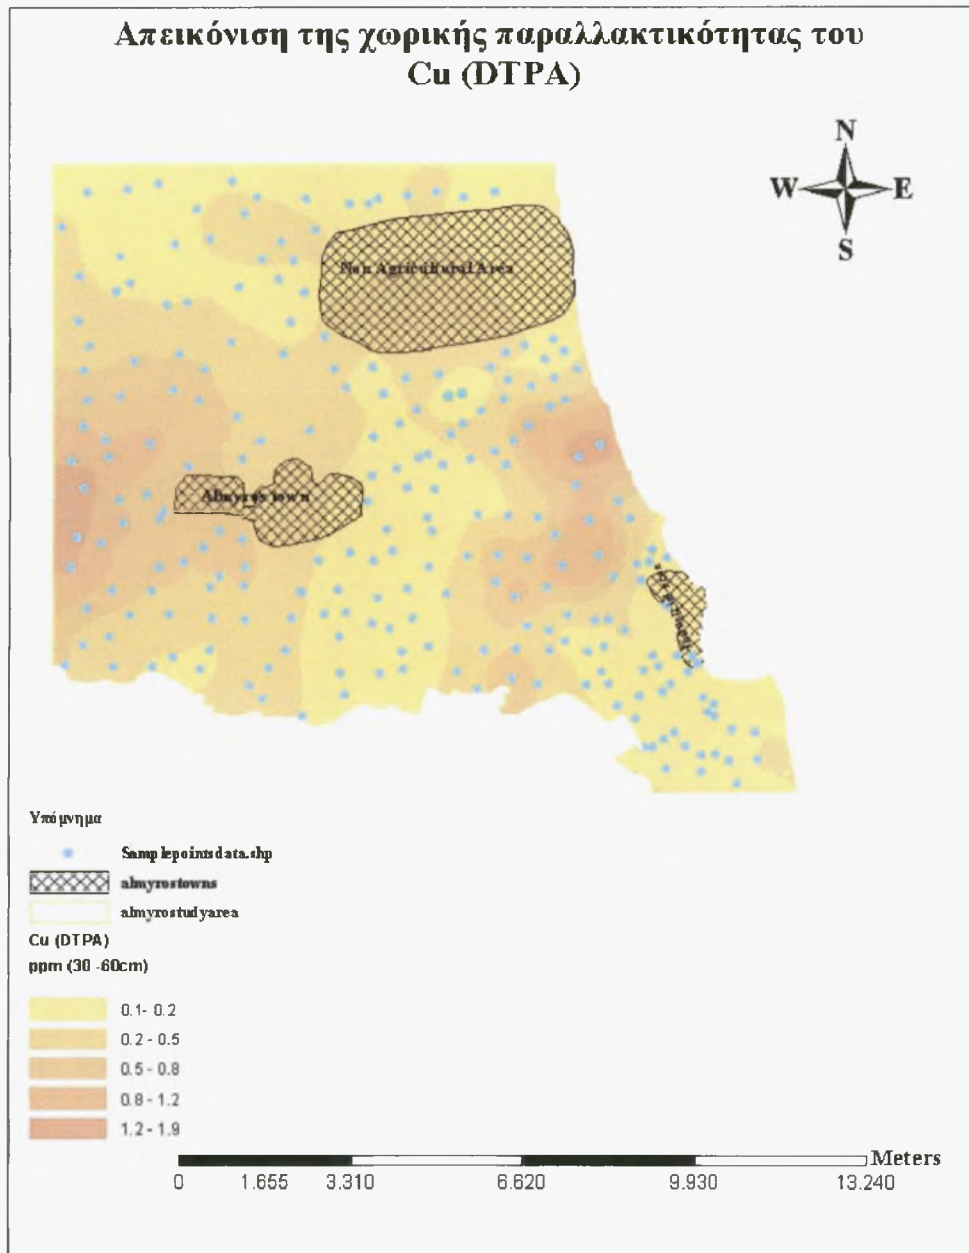 Απεικόνιση της χωρικής παραλλακτικότητας του
Cu (DTPA)
N
W E
S
Non Agricultural Area
Almyros town
Υπόμνημα
Samplepointsdata.shp
almyrostowns
almyrostudyarea
Cu (DTPA)
ppm (30 -60cm)
0.1- 0.2
0.2 - 0.5
0.5 - 0.8
0.8 - 1.2
1.2 - 1.9
Meters
0 1.655 3.310 6.620 9.930 13.240